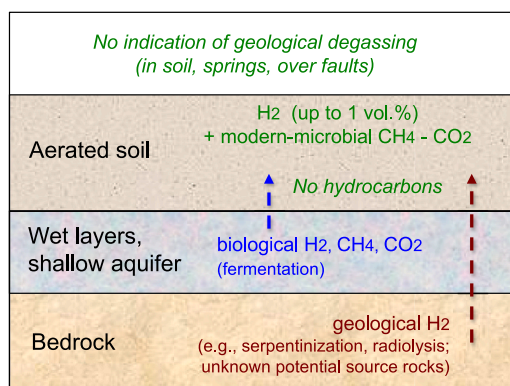 No indication of geological degassing
(in soil, springs, over faults)
H2 (up to 1 vol.%)
+ modern-microbial CH4 - CO2
Aerated soil
No hydrocarbons
Wet layers,
shallow aquifer
biological H2, CH4, CO2
(fermentation)
geological H2
Bedrock
(e.g., serpentinization, radiolysis;
unknown potential source rocks)